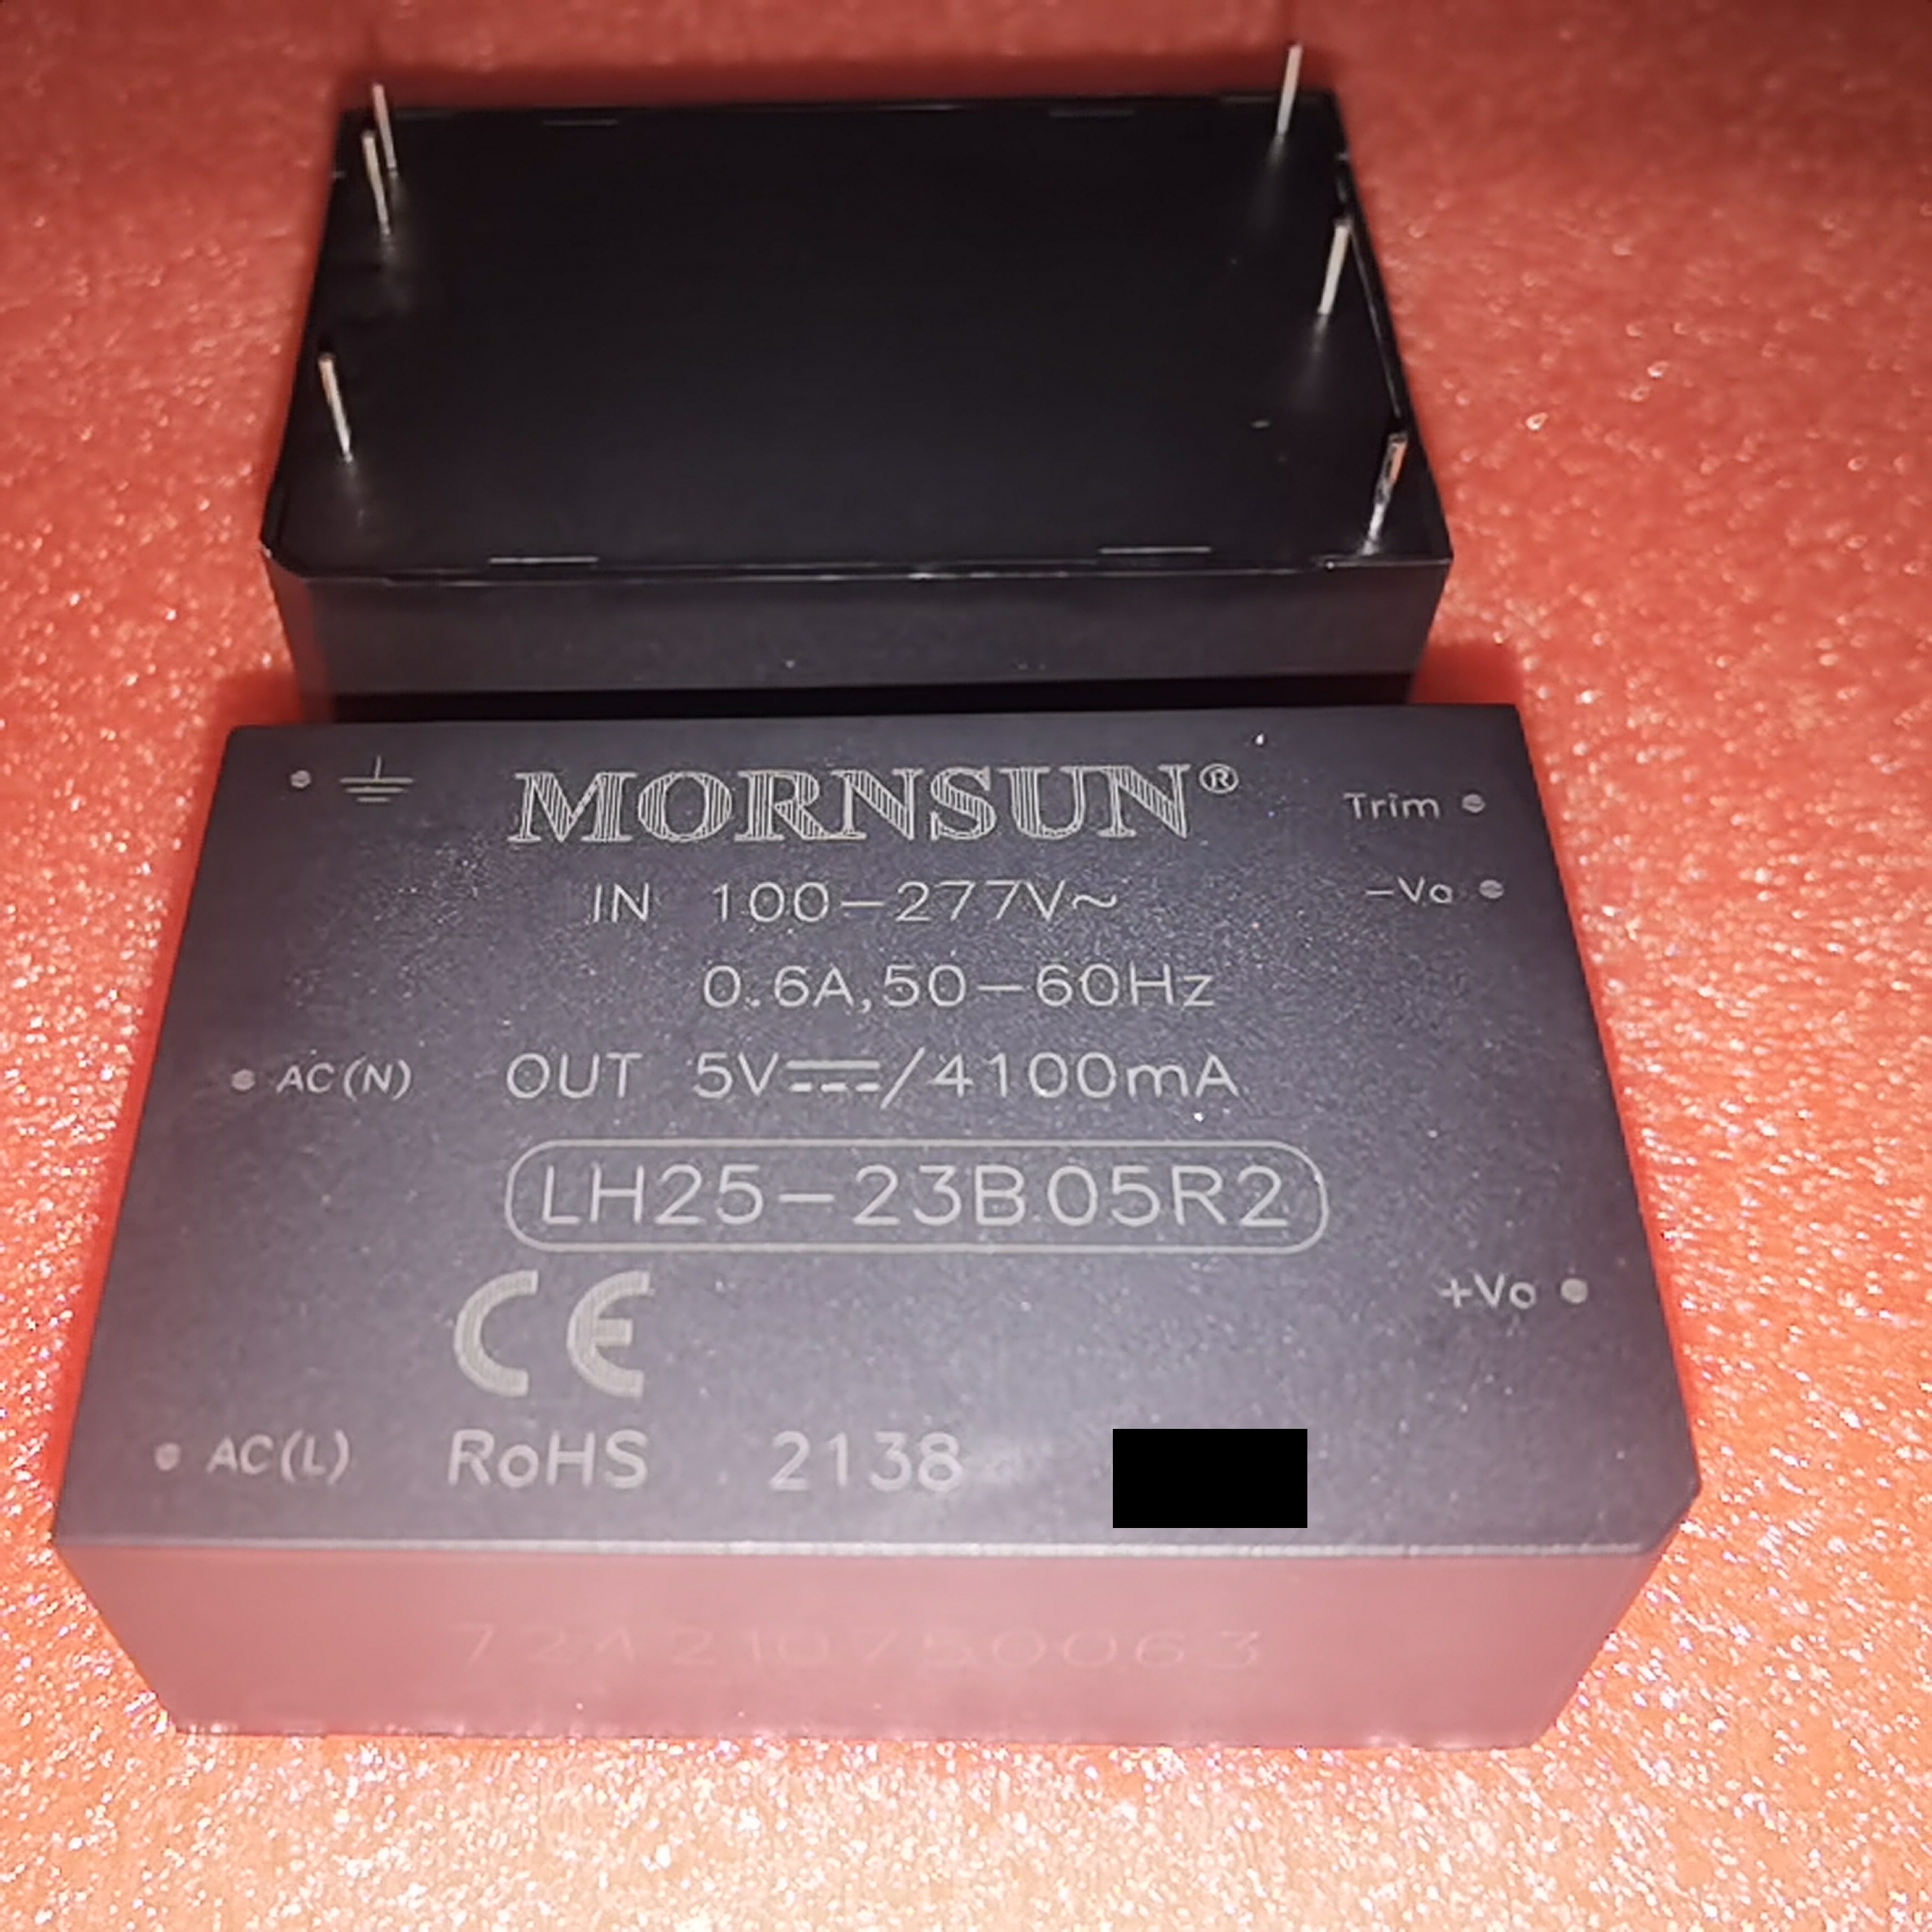 MORNSUN®
Trim
IN 100-277V~
-Vo
0.6A,50-60Hz
AC(N)
OUT 5V⎓/4100mA
LH25-23B05R2
+Vo
CE
AC(L)
RoHS 2138